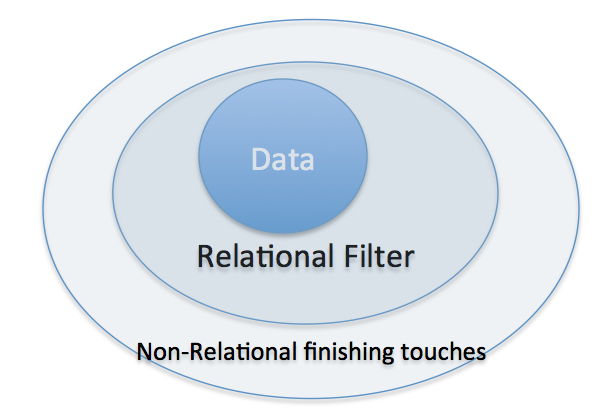 Data
Relational Filter
Non-Relational finishing touches